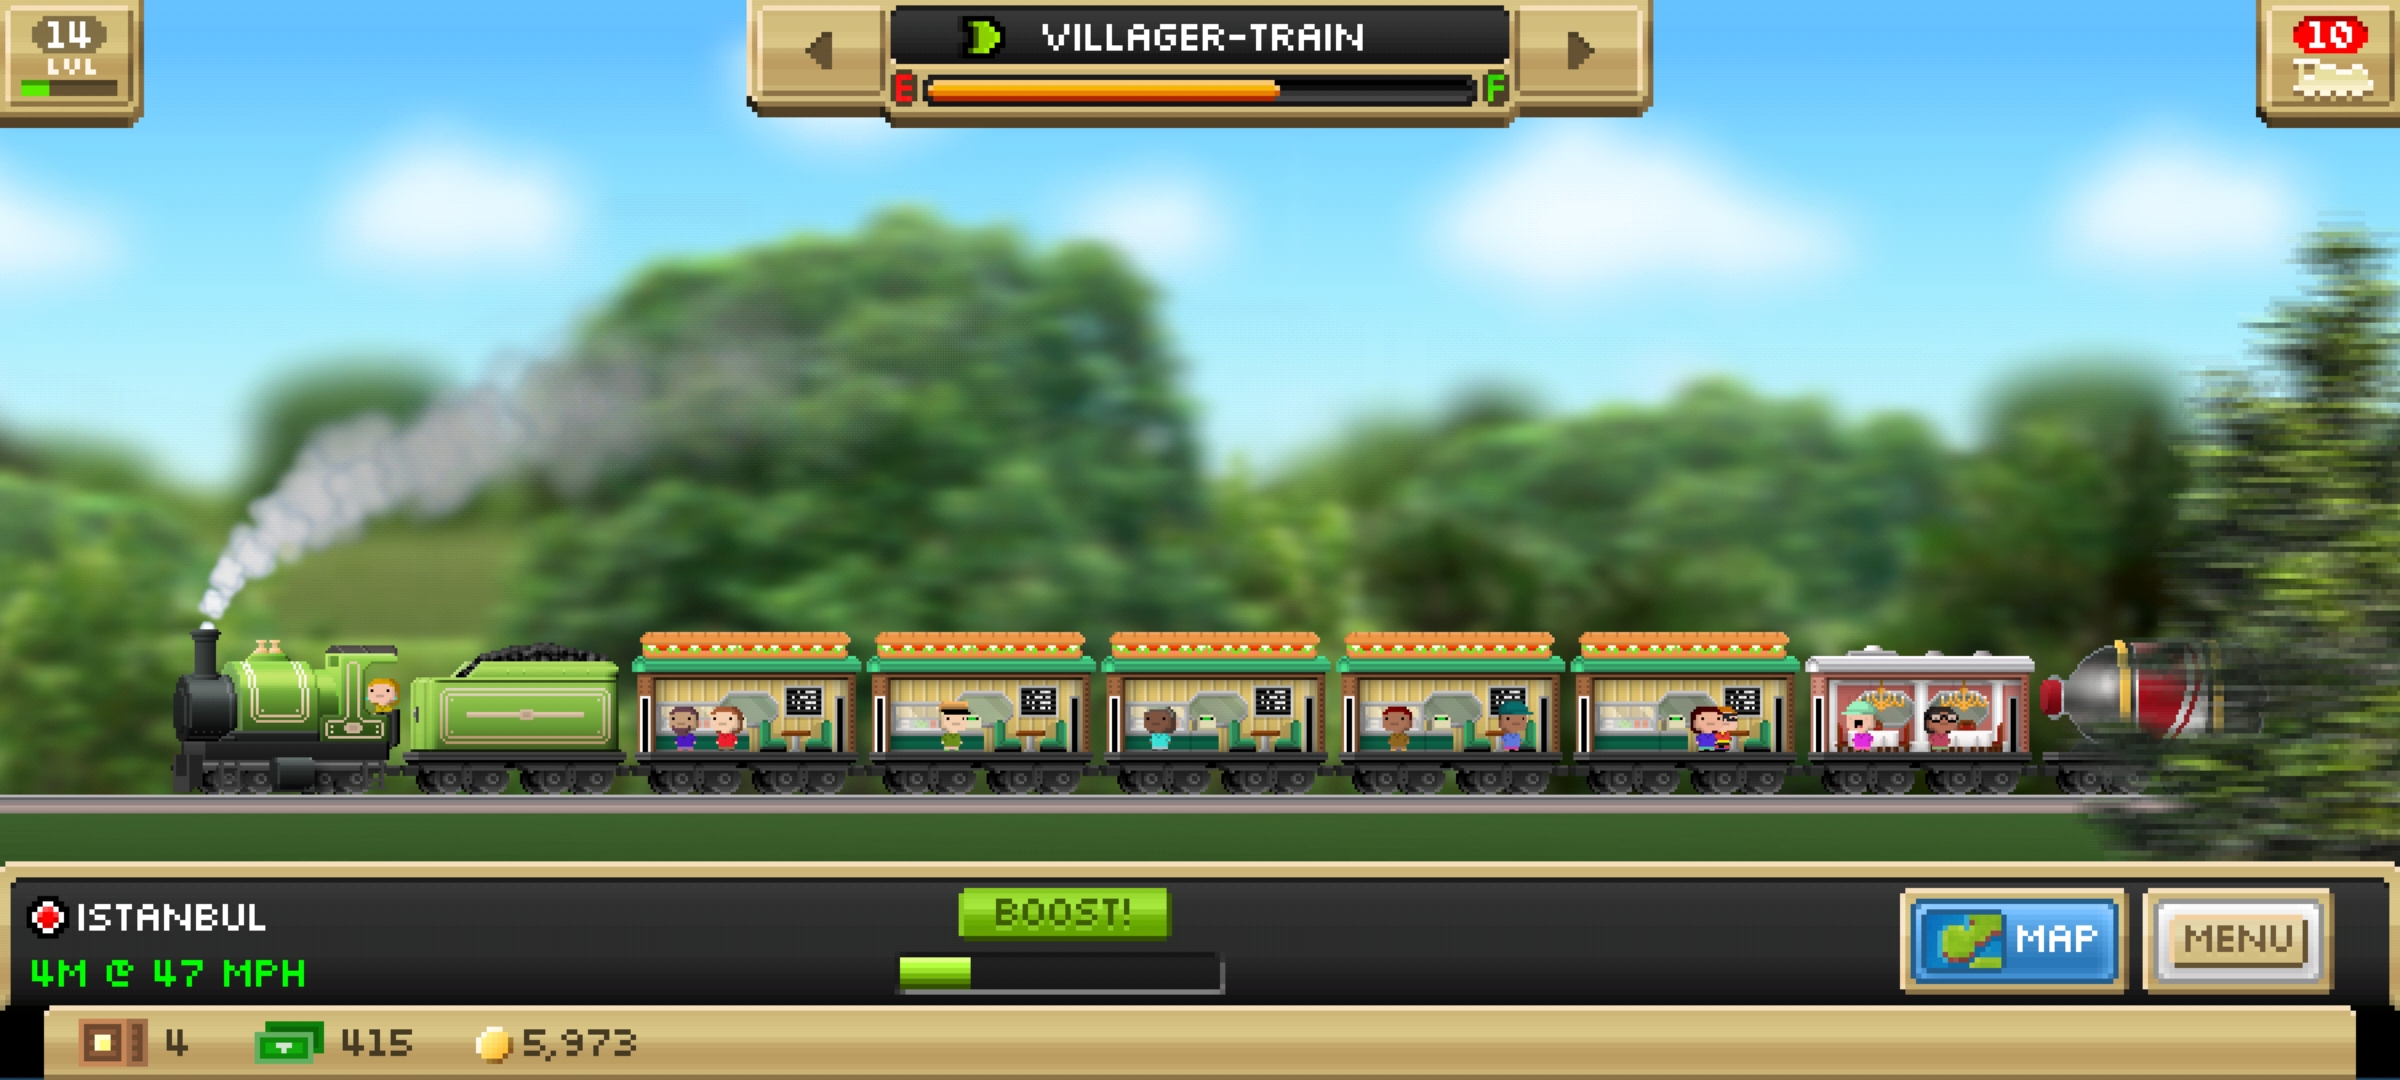 14
LVL
VILLAGER-TRAIN
E F
10
ISTANBUL
4M @ 47 MPH
BOOST!
MAP
MENU
4
415
5,973